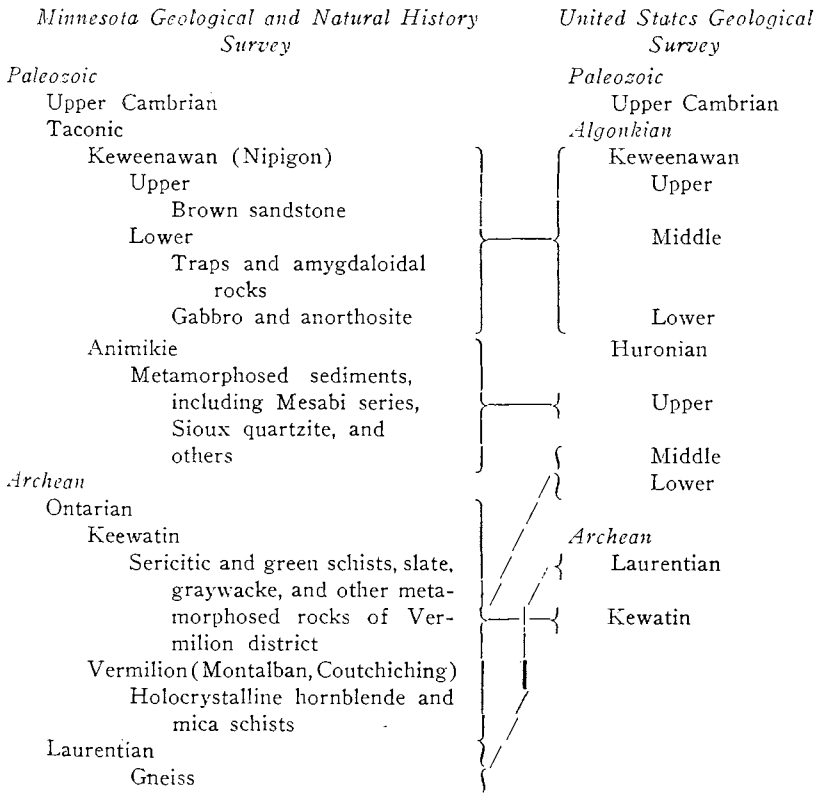 Minnesota Geological and Natural History
Survey
Paleozoic
Upper Cambrian
Taconic
Keweenawan (Nipigon)
Upper
Brown sandstone
Lower
Traps and amygdaloidal
rocks
Gabbro and anorthosite
Animikie
Metamorphosed sediments,
including Mesabi series,
Sioux quartzite, and
others
Archean
Ontarian
Keewatin
Sericitic and green schists, slate,
graywacke, and other meta-
morphosed rocks of Ver-
milion district
Vermilion (Montalban, Coutchiching)
Holocrystalline hornblende and
mica schists
Laurentian
Gneiss
United States Geological
Survey
Paleozoic
Upper Cambrian
Algonkian
Keweenawan
Upper
Middle
Lower
Huronian
Upper
Middle
Lower
Archean
Laurentian
Kewatin